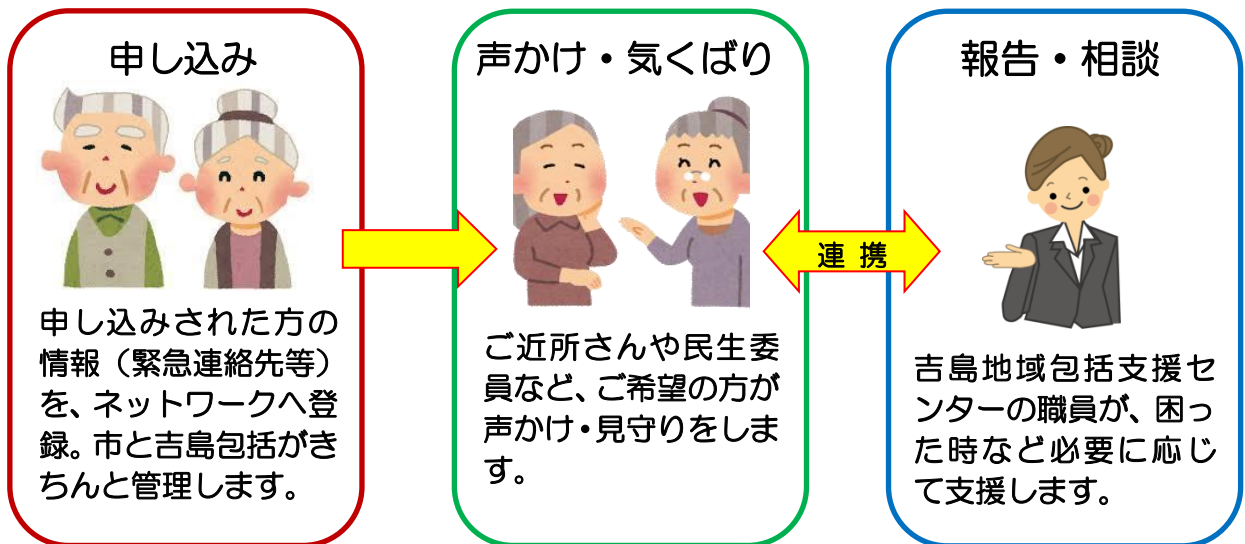 申し込み
申し込みされた方の
情報（緊急連絡先等）
を、ネットワークへ登
録。市と吉島包括がき
ちんと管理します。
声かけ・気くばり
ご近所さんや民生委
員など、ご希望の方が
声かけ・見守りをしま
す。
連 携
報告・相談
吉島地域包括支援セ
ンターの職員が、困っ
た時など必要に応じ
て支援します。